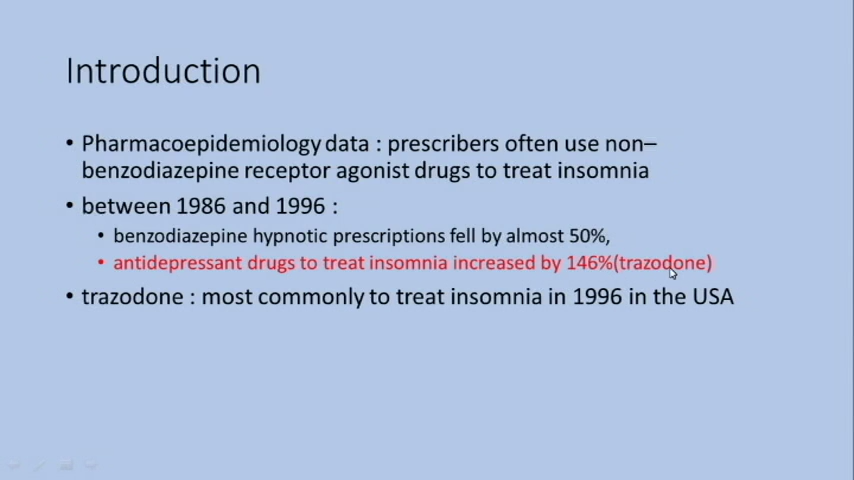 Introduction
• Pharmacoepidemiology data : prescribers often use non–
benzodiazepine receptor agonist drugs to treat insomnia
• between 1986 and 1996 :
• benzodiazepine hypnotic prescriptions fell by almost 50%,
• antidepressant drugs to treat insomnia increased by 146%(trazodone)
• trazodone : most commonly to treat insomnia in 1996 in the USA